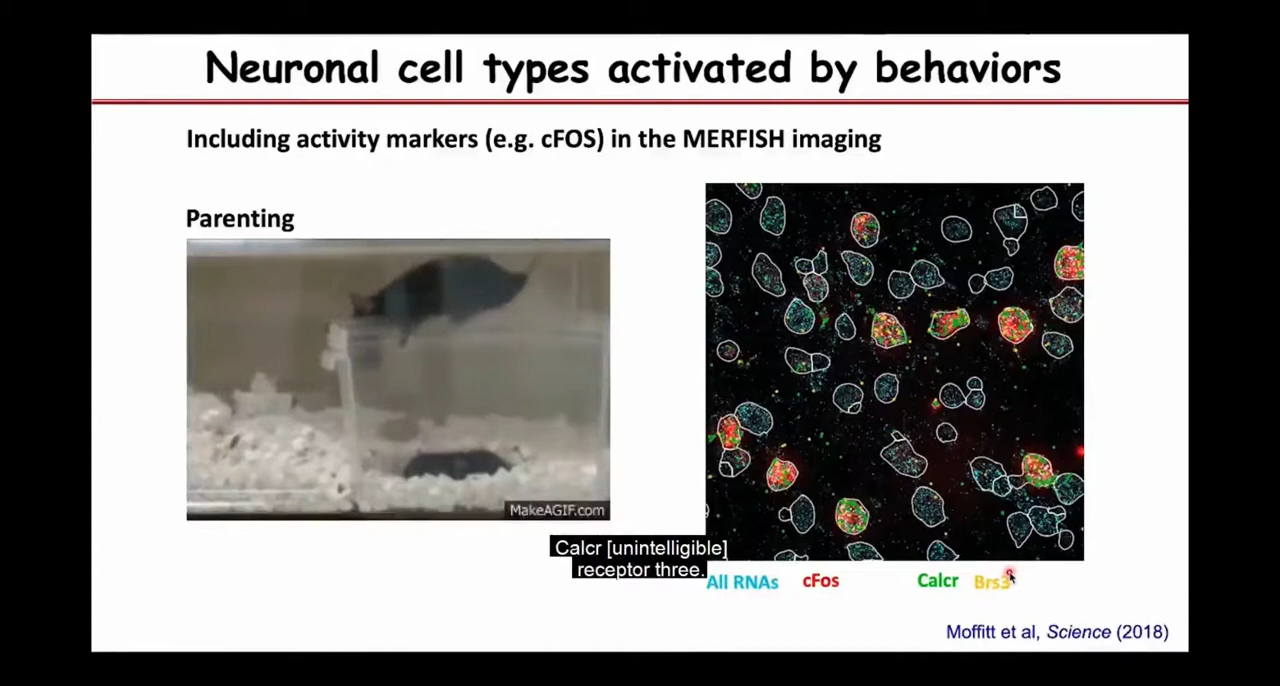 Neuronal cell types activated by behaviors
Including activity markers (e.g. cFOS) in the MERFISH imaging
Parenting
MakeAGIF.com
Calcr [unintelligible]
receptor three.
All RNAs cFos Calcr Brs3
Moffitt et al, Science (2018)